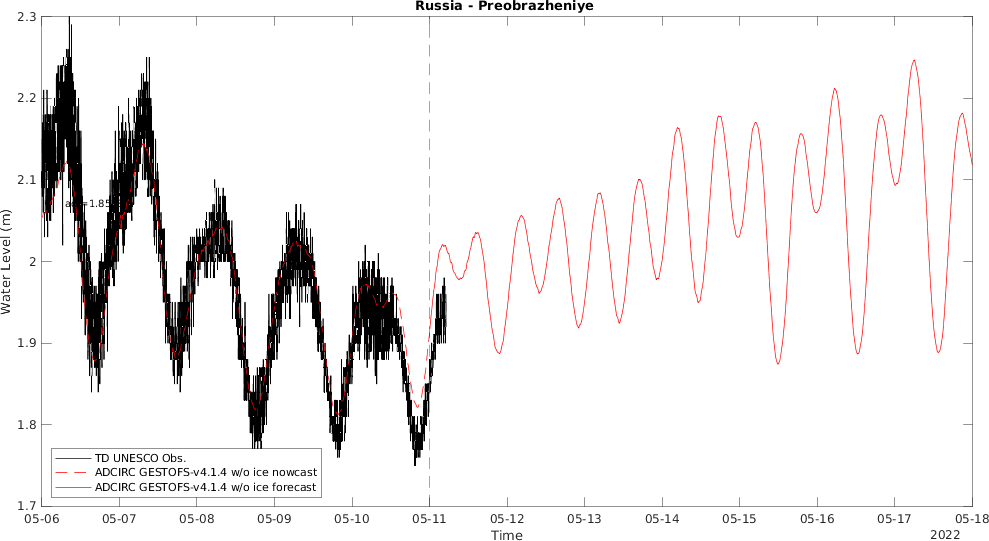 Russia - Preobrazheniye
Water Level (m)
2.3
2.2
2.1
2
1.9
1.8
1.7
TD UNESCO Obs.
ADCIRC GESTOFS-v4.1.4 w/o ice nowcast
ADCIRC GESTOFS-v4.1.4 w/o ice forecast
05-06 05-07 05-08 05-09 05-10 05-11 05-12 05-13 05-14 05-15 05-16 05-17 05-18
Time
2022